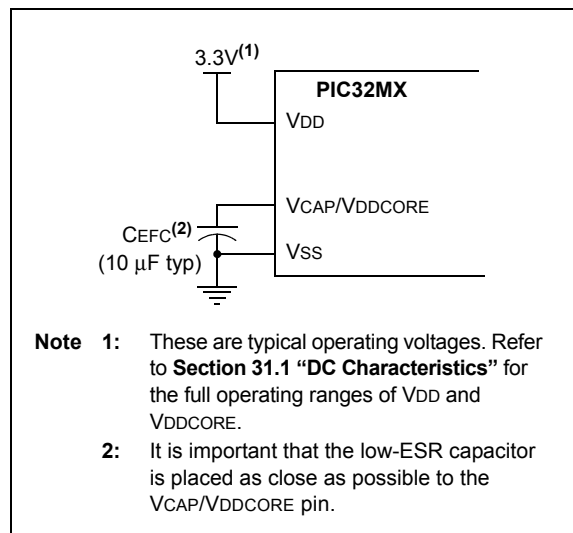 3.3V(1)
PIC32MX
VDD
VCAP/VDDCORE
CEFC(2)
(10 μF typ)
VSS
Note 1: These are typical operating voltages. Refer
to Section 31.1 “DC Characteristics” for
the full operating ranges of VDD and
VDDCORE.
2: It is important that the low-ESR capacitor
is placed as close as possible to the
VCAP/VDDCORE pin.